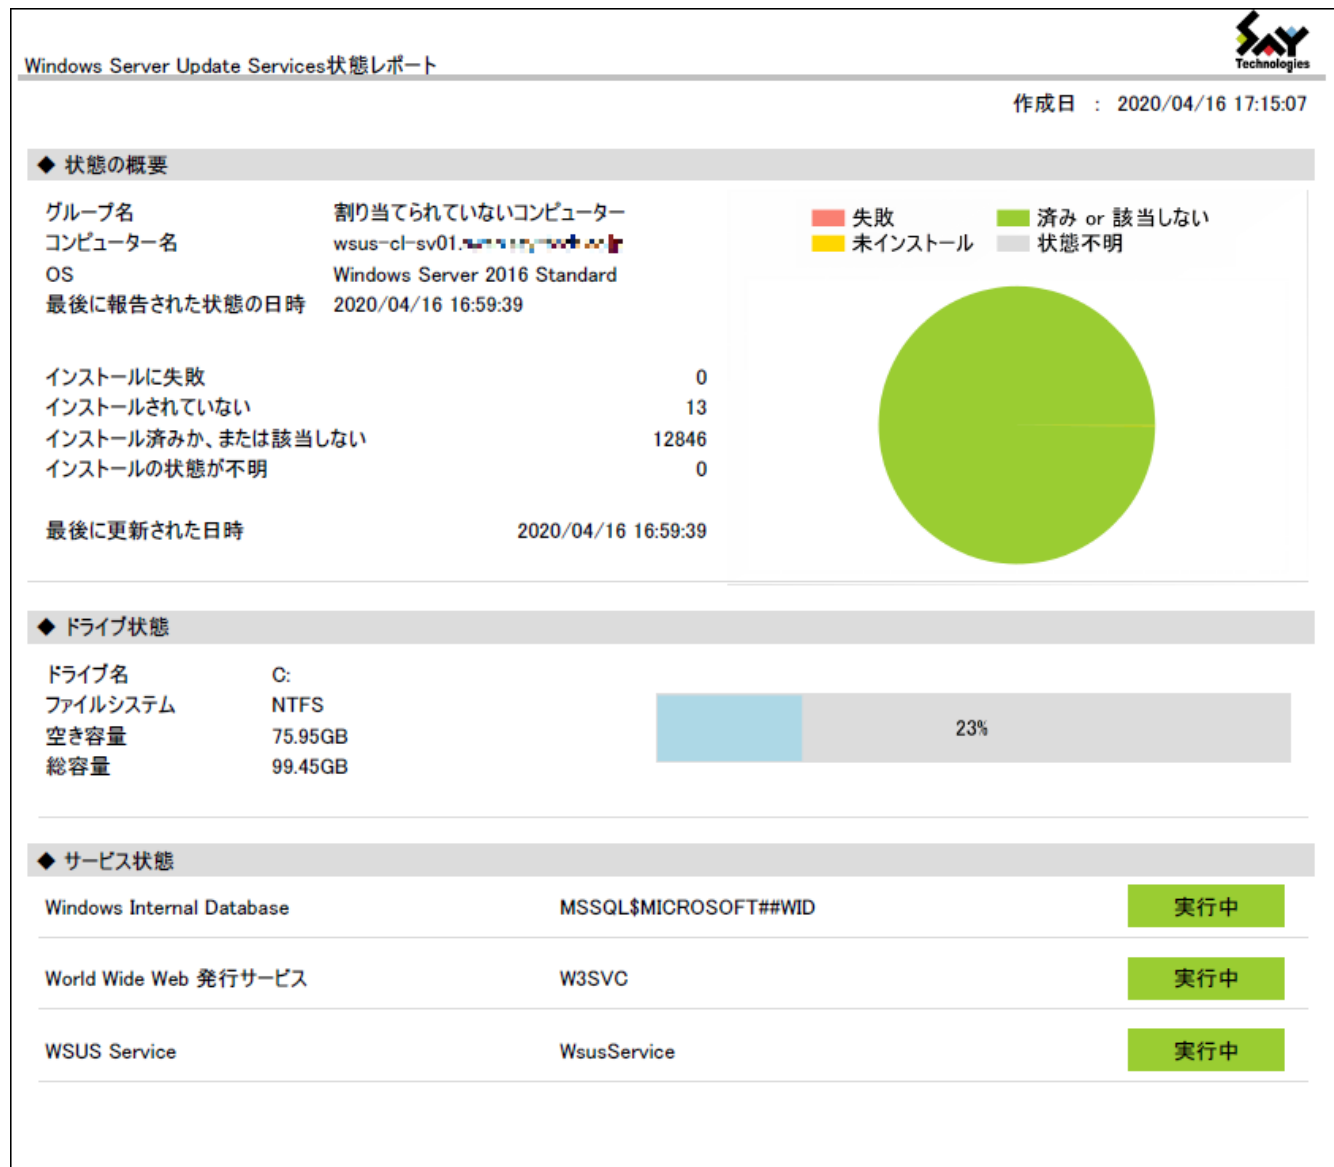 SAY
Technologies
Windows Server Update Services状態レポート
作成日 : 2020/04/16 17:15:07
◆ 状態の概要
グループ名 割り当てられていないコンピューター
コンピューター名 wsus-cl-sv01.
OS Windows Server 2016 Standard
最後に報告された状態の日時 2020/04/16 16:59:39
失敗 済み or 該当しない
未インストール 状態不明
インストールに失敗 0
インストールされていない 13
インストール済みか、または該当しない 12846
インストールの状態が不明 0
最後に更新された日時 2020/04/16 16:59:39
◆ ドライブ状態
ドライブ名 C:
ファイルシステム NTFS
空き容量 75.95GB
総容量 99.45GB
23%
◆ サービス状態
Windows Internal Database MSSQL$MICROSOFT##WID 実行中
World Wide Web 発行サービス W3SVC 実行中
WSUS Service WsusService 実行中